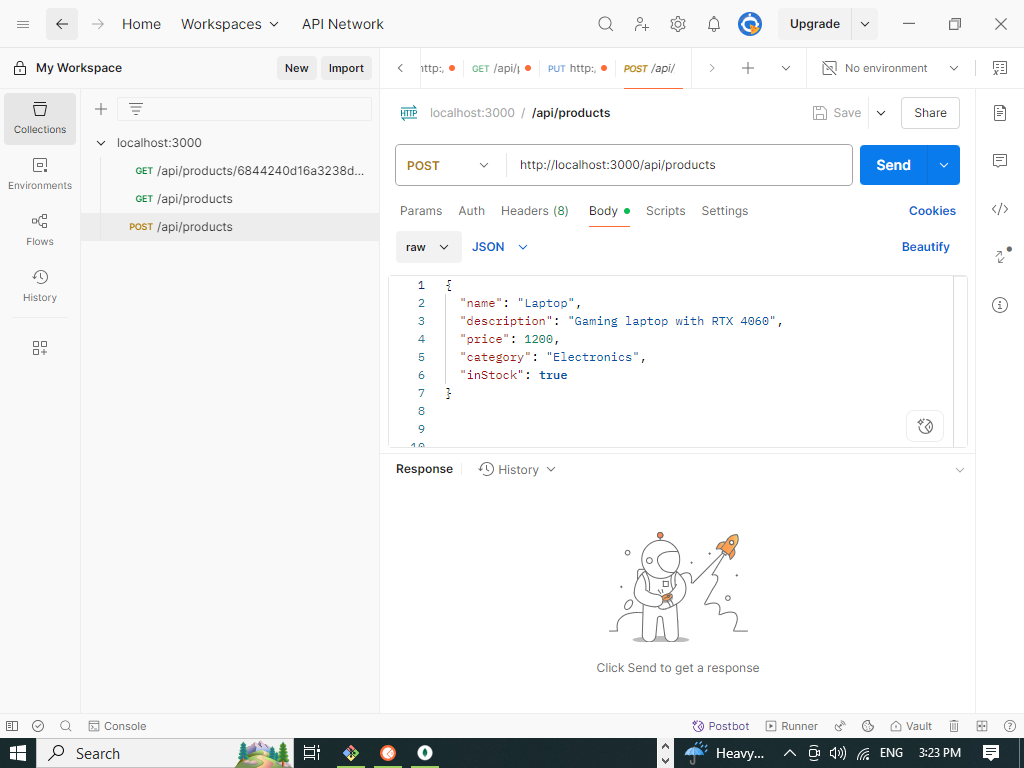 Home Workspaces API Network Upgrade
My Workspace New Import http:, GET /api/p PUT http:, POST /api/ No environment
Collections
Environments
Flows
History
localhost:3000
GET /api/products/6844240d16a3238d...
GET /api/products
POST /api/products
HTTP localhost:3000 / /api/products Save Share
POST http://localhost:3000/api/products Send
Params Auth Headers (8) Body Scripts Settings Cookies
raw JSON Beautify
1 {
2 "name": "Laptop",
3 "description": "Gaming laptop with RTX 4060",
4 "price": 1200,
5 "category": "Electronics",
6 "inStock": true
7 }
8
9
10
Response History
Click Send to get a response
Console Postbot Runner Vault
Search Heavy... ENG 3:23 PM